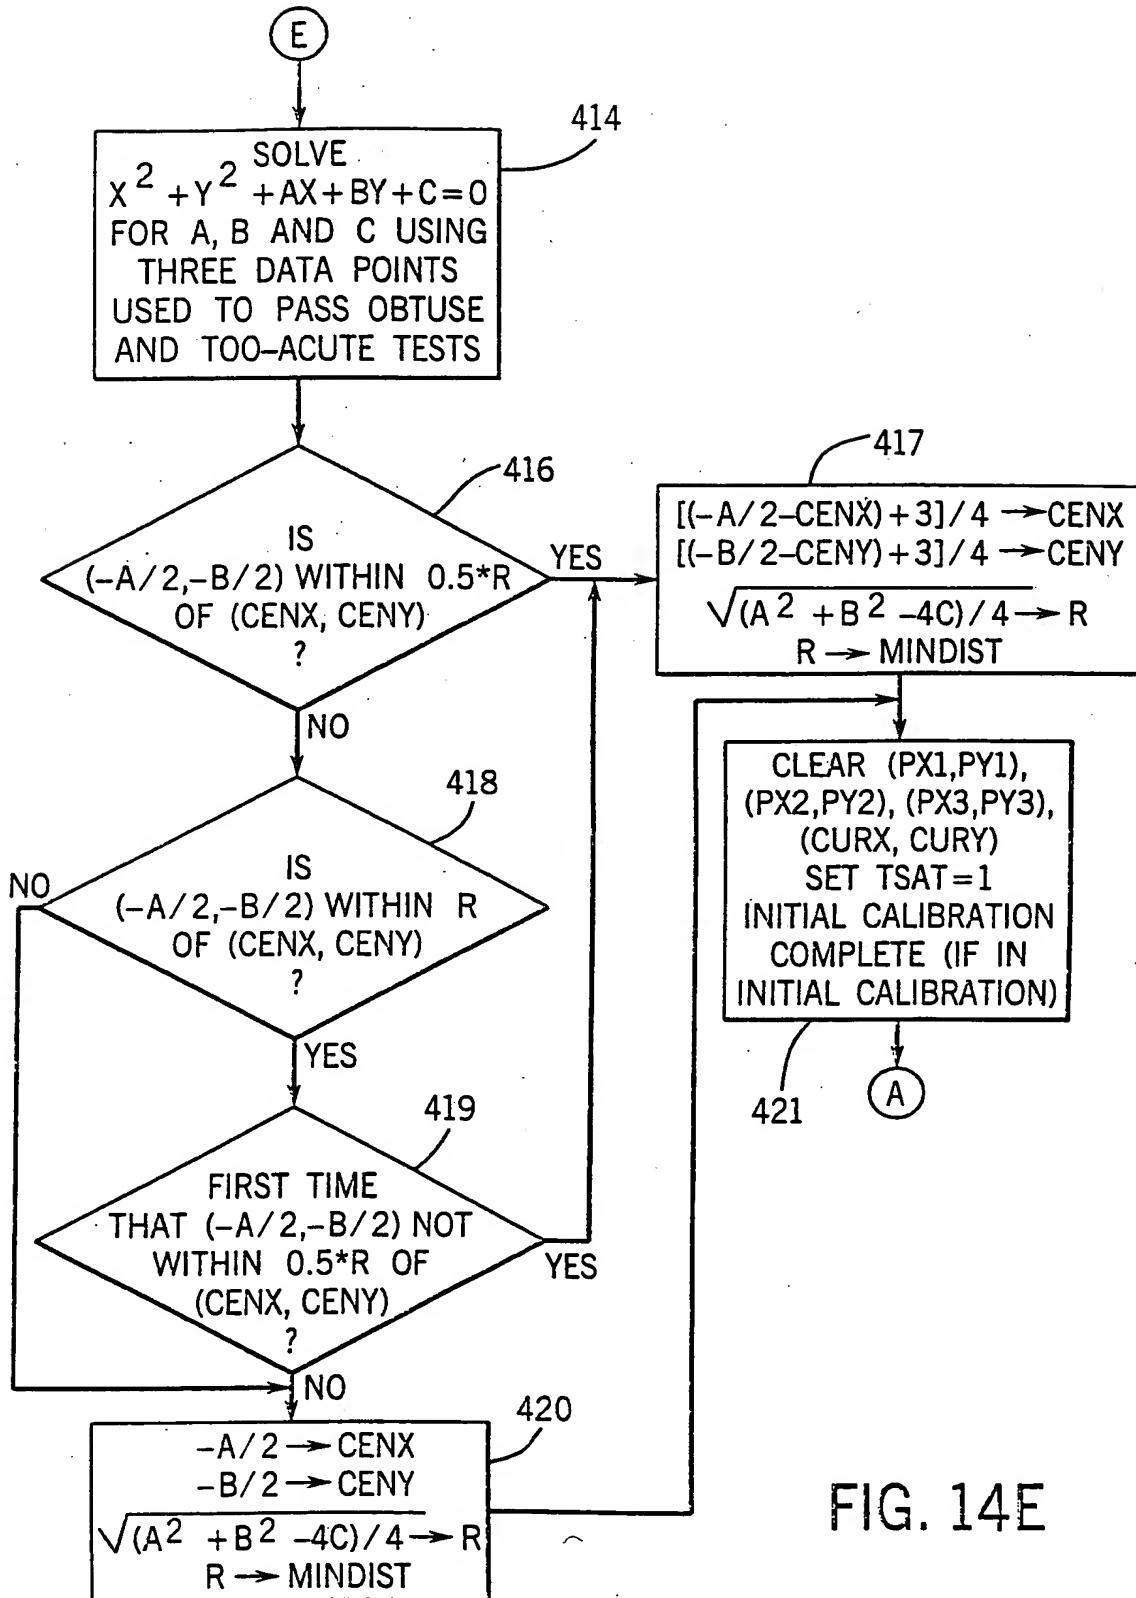 E
414
SOLVE
X² +Y² +AX+BY+C=0
FOR A, B AND C USING
THREE DATA POINTS
USED TO PASS OBTUSE
AND TOO-ACUTE TESTS
416
IS
(-A/2,-B/2) WITHIN 0.5*R
OF (CENX, CENY)
?
YES
NO
417
[(-A/2-CENX)+3]/4 → CENX
[(-B/2-CENY)+3]/4 → CENY
√(A² +B² -4C)/4 → R
R → MINDIST
418
IS
(-A/2,-B/2) WITHIN R
OF (CENX, CENY)
?
NO
YES
CLEAR (PX1,PY1),
(PX2,PY2), (PX3,PY3),
(CURX, CURY)
SET TSAT=1
INITIAL CALIBRATION
COMPLETE (IF IN
INITIAL CALIBRATION)
421
A
419
FIRST TIME
THAT (-A/2,-B/2) NOT
WITHIN 0.5*R OF
(CENX, CENY)
?
YES
NO
420
-A/2 → CENX
-B/2 → CENY
√(A² +B² -4C)/4 → R
R → MINDIST
FIG. 14E